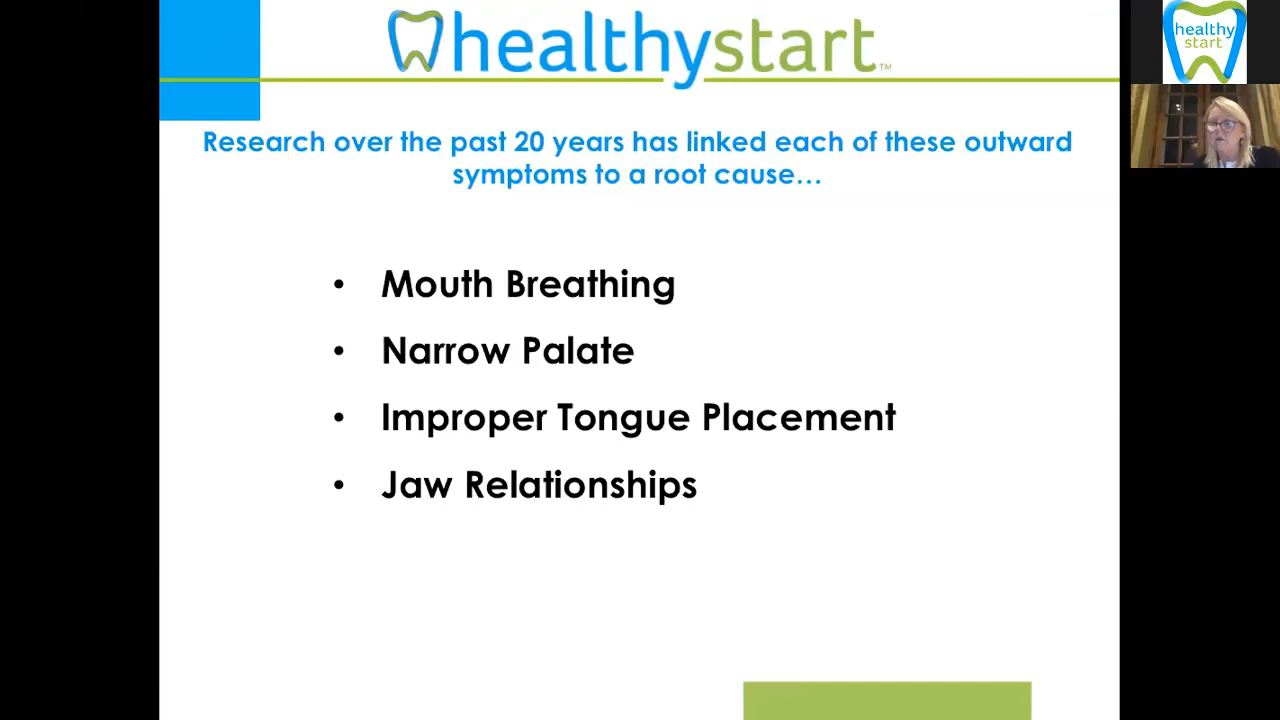 healthystart™
healthy
start
Research over the past 20 years has linked each of these outward
symptoms to a root cause…
• Mouth Breathing
• Narrow Palate
• Improper Tongue Placement
• Jaw Relationships